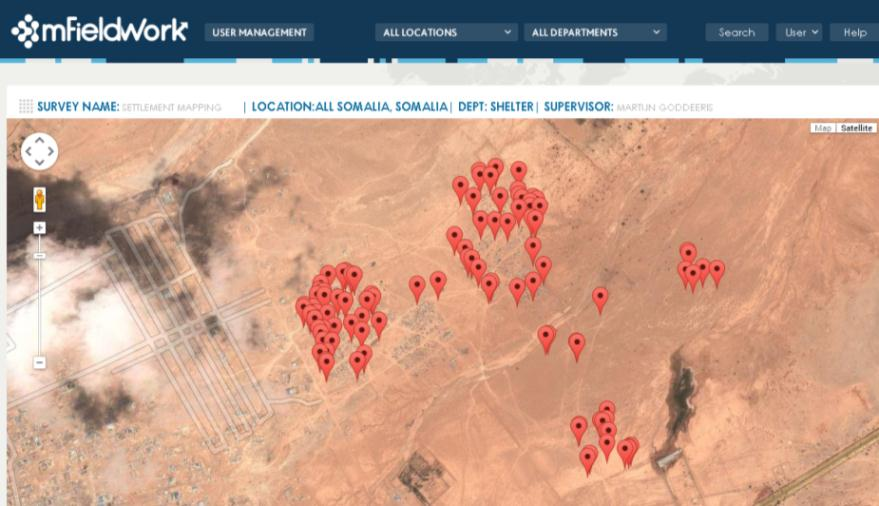 mFieldWork USER MANAGEMENT ALL LOCATIONS ALL DEPARTMENTS Search User Help
SURVEY NAME: SETTLEMENT MAPPING | LOCATION:ALL SOMALIA, SOMALIA| DEPT: SHELTER| SUPERVISOR: MARTIJN GODDEERIS
Map Satellite